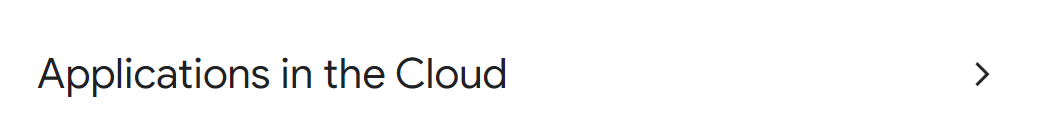 Applications in the Cloud